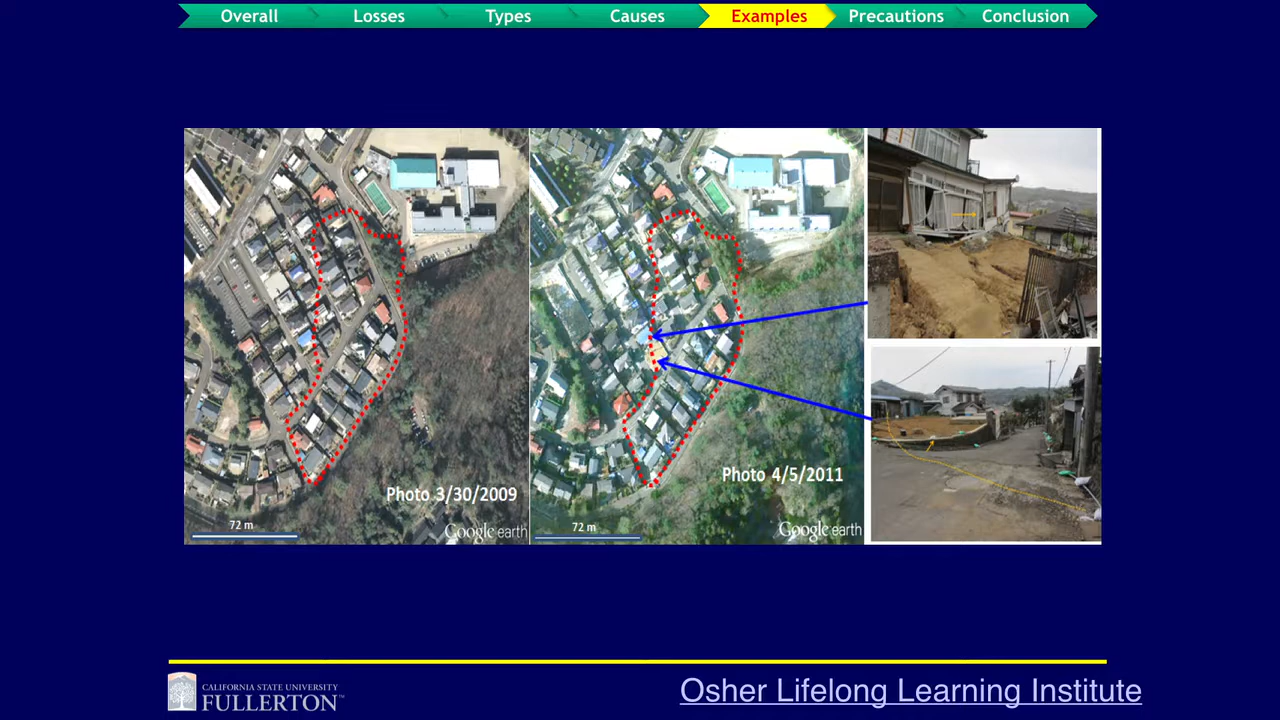 Overall
Losses
Types
Causes
Examples
Precautions
Conclusion
Photo 3/30/2009
72 m
Google earth
Photo 4/5/2011
72 m
Google earth
CALIFORNIA STATE UNIVERSITY
FULLERTON™
Osher Lifelong Learning Institute